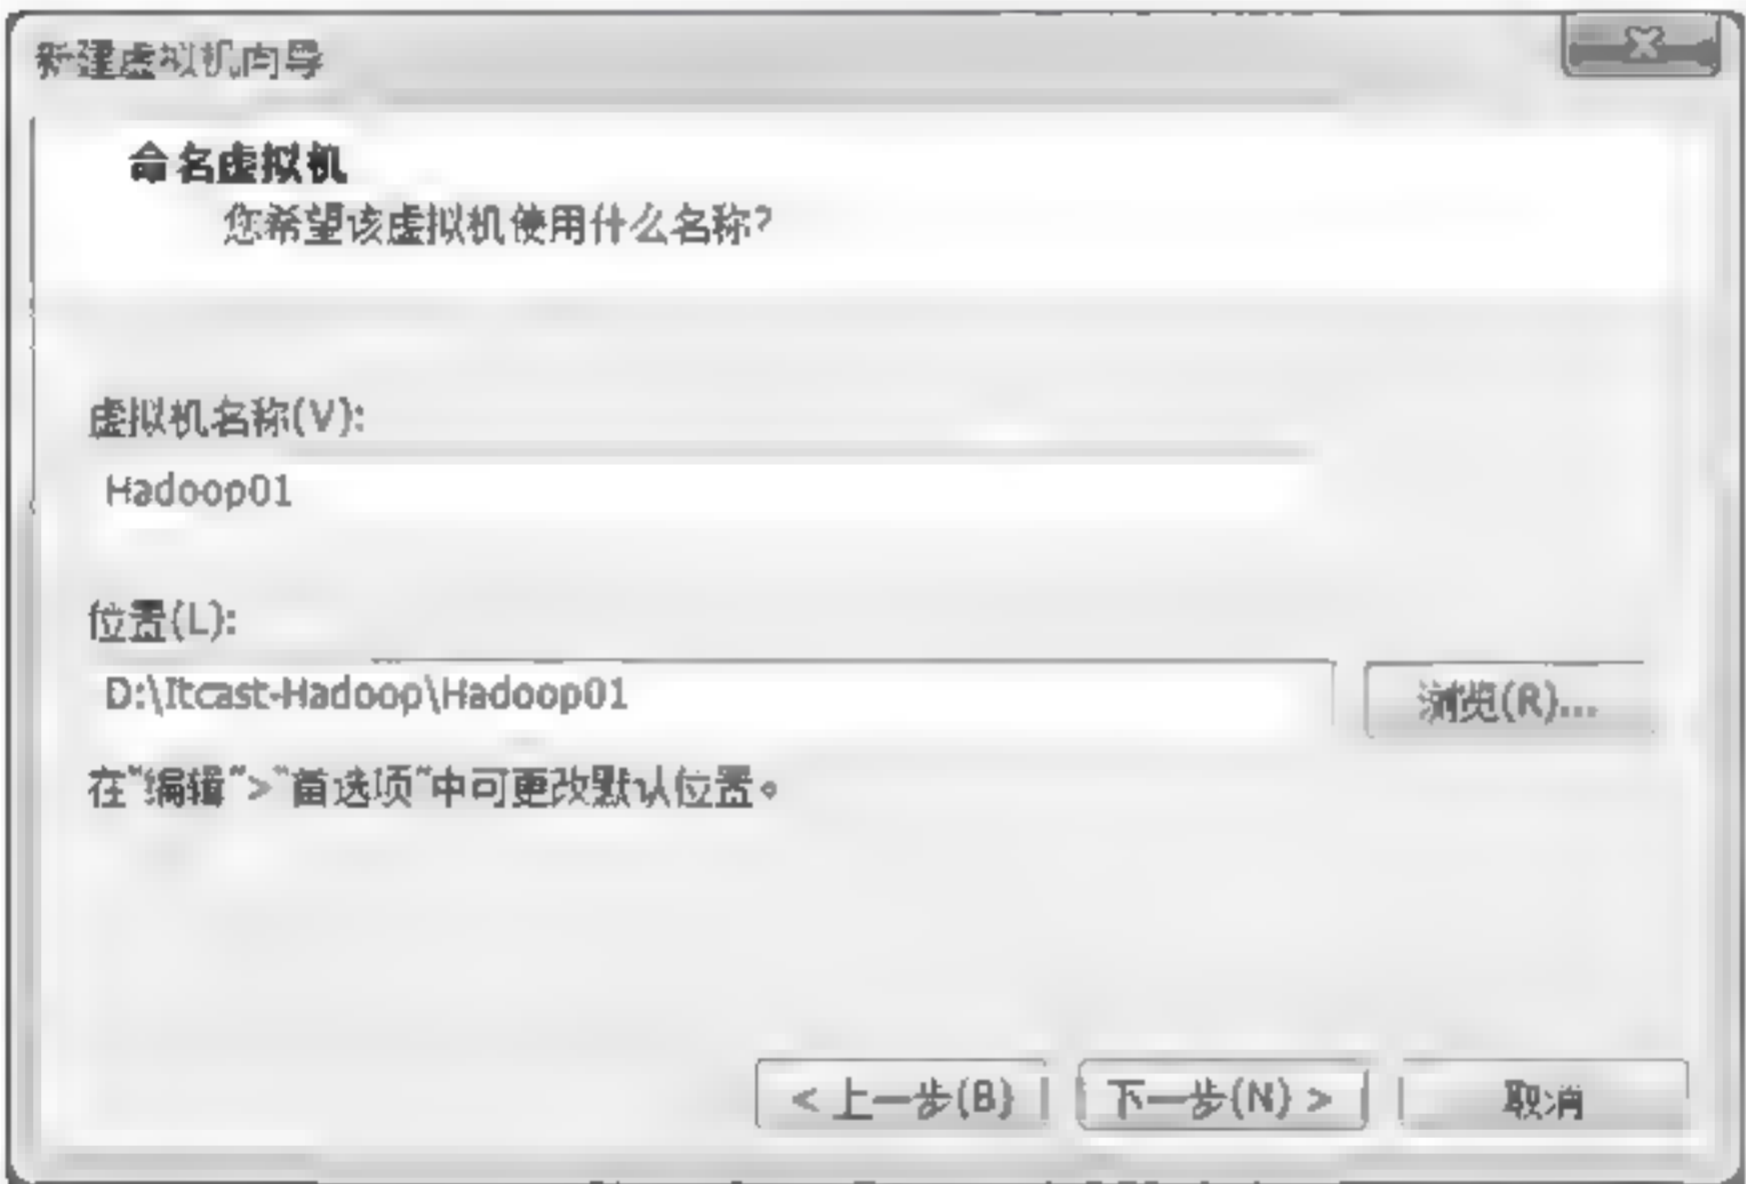 新建虚拟机向导
命名虚拟机
您希望该虚拟机使用什么名称?
虚拟机名称(V):
Hadoop01
位置(L):
D:\Itcast-Hadoop\Hadoop01
浏览(R)...
在"编辑">"首选项"中可更改默认位置。
< 上一步(B)
下一步(N) >
取消